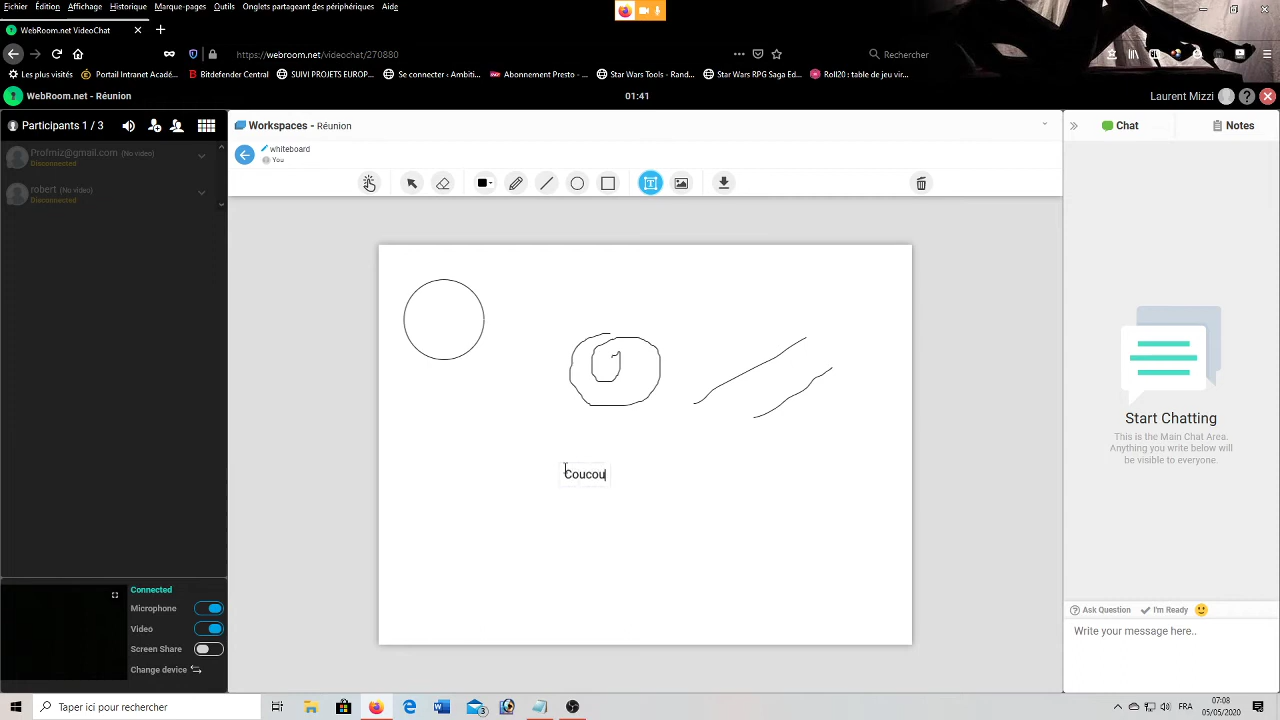 Fichier Édition Affichage Historique Marque-pages Outils Onglets partageant des périphériques Aide
WebRoom.net VideoChat
https://webroom.net/videochat/270880
Rechercher
Les plus visités
Portail Intranet Acadé...
Bitdefender Central
SUIVI PROJETS EUROP...
Se connecter ‹ Ambiti...
Abonnement Presto - ...
Star Wars Tools - Rand...
Star Wars RPG Saga Ed...
Roll20 : table de jeu vir...
WebRoom.net - Réunion
01:41
Laurent Mizzi
Participants 1 / 3
Profmiz@gmail.com (No video)
Disconnected
robert (No video)
Disconnected
Workspaces - Réunion
whiteboard
You
Coucou
Chat
Notes
Start Chatting
This is the Main Chat Area.
Anything you write below will
be visible to everyone.
Ask Question I'm Ready
Write your message here..
Connected
Microphone
Video
Screen Share
Change device
Taper ici pour rechercher
3
FRA
07:08
05/05/2020